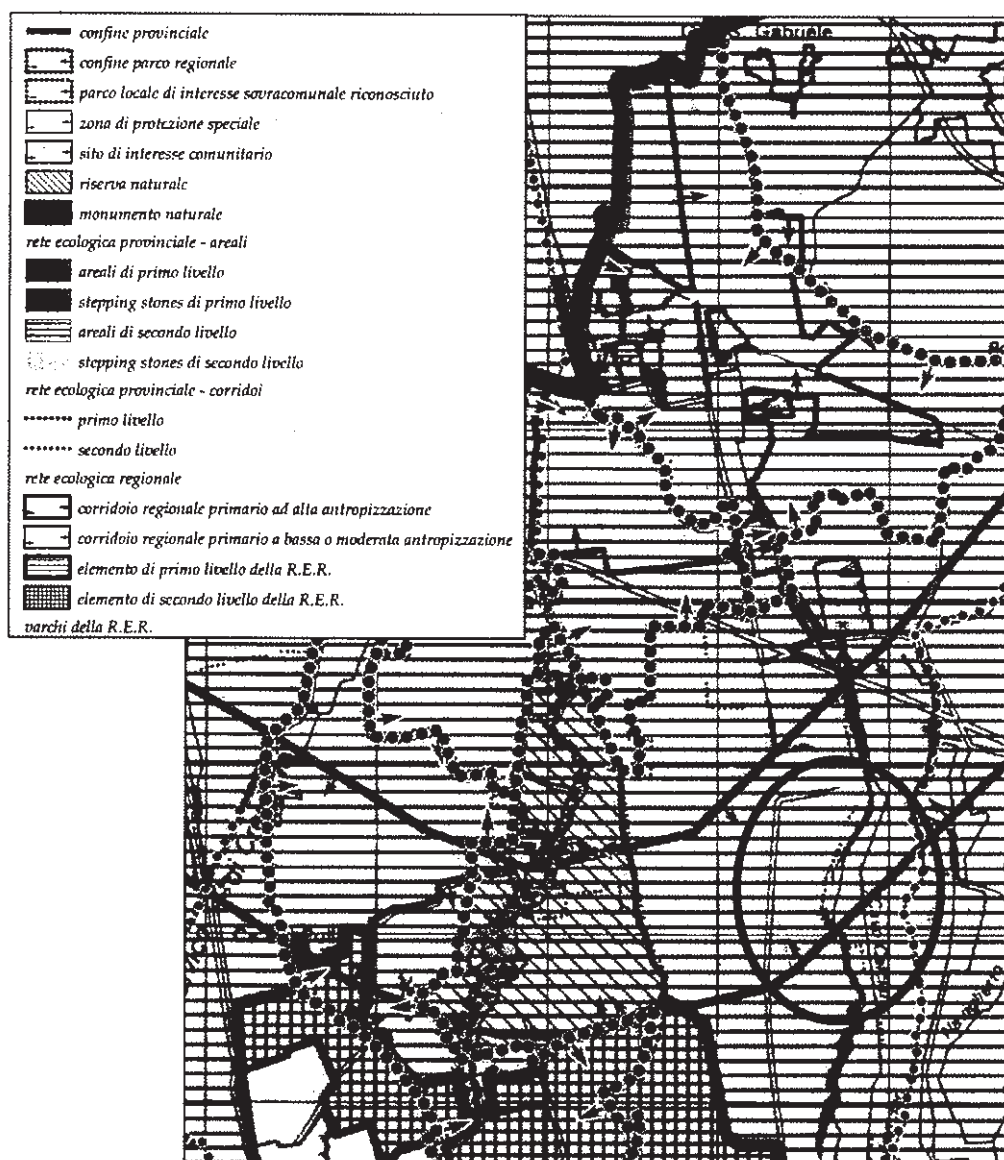 confine provinciale
confine parco regionale
parco locale di interesse sovracomunale riconosciuto
zona di protezione speciale
sito di interesse comunitario
riserva naturale
monumento naturale
rete ecologica provinciale - areali
areali di primo livello
stepping stones di primo livello
areali di secondo livello
stepping stones di secondo livello
rete ecologica provinciale - corridoi
primo livello
secondo livello
rete ecologica regionale
corridoio regionale primario ad alta antropizzazione
corridoio regionale primario a bassa o moderata antropizzazione
elemento di primo livello della R.E.R.
elemento di secondo livello della R.E.R.
varchi della R.E.R.
Gabriele